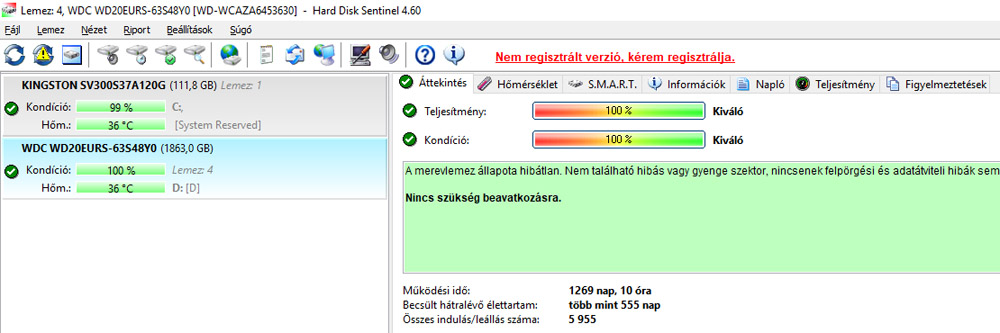 Lemez: 4, WDC WD20EURS-63S48Y0 [WD-WCAZA6453630] - Hard Disk Sentinel 4.60
Fájl Lemez Nézet Riport Beállítások Súgó
Nem regisztrált verzió, kérem regisztrálja.
KINGSTON SV300S37A120G (111,8 GB) Lemez: 1
Kondíció: 99 % C:,
Hőm.: 36 °C [System Reserved]
WDC WD20EURS-63S48Y0 (1863,0 GB)
Kondíció: 100 % Lemez: 4
Hőm.: 36 °C D: [D]
Áttekintés Hőmérséklet S.M.A.R.T. Információk Napló Teljesítmény Figyelmeztetések
Teljesítmény: 100 % Kiváló
Kondíció: 100 % Kiváló
A merevlemez állapota hibátlan. Nem található hibás vagy gyenge szektor, nincsenek felpörgési és adatátviteli hibák sem
Nincs szükség beavatkozásra.
Működési idő: 1269 nap, 10 óra
Becsült hátralévő élettartam: több mint 555 nap
Összes indulás/leállás száma: 5 955